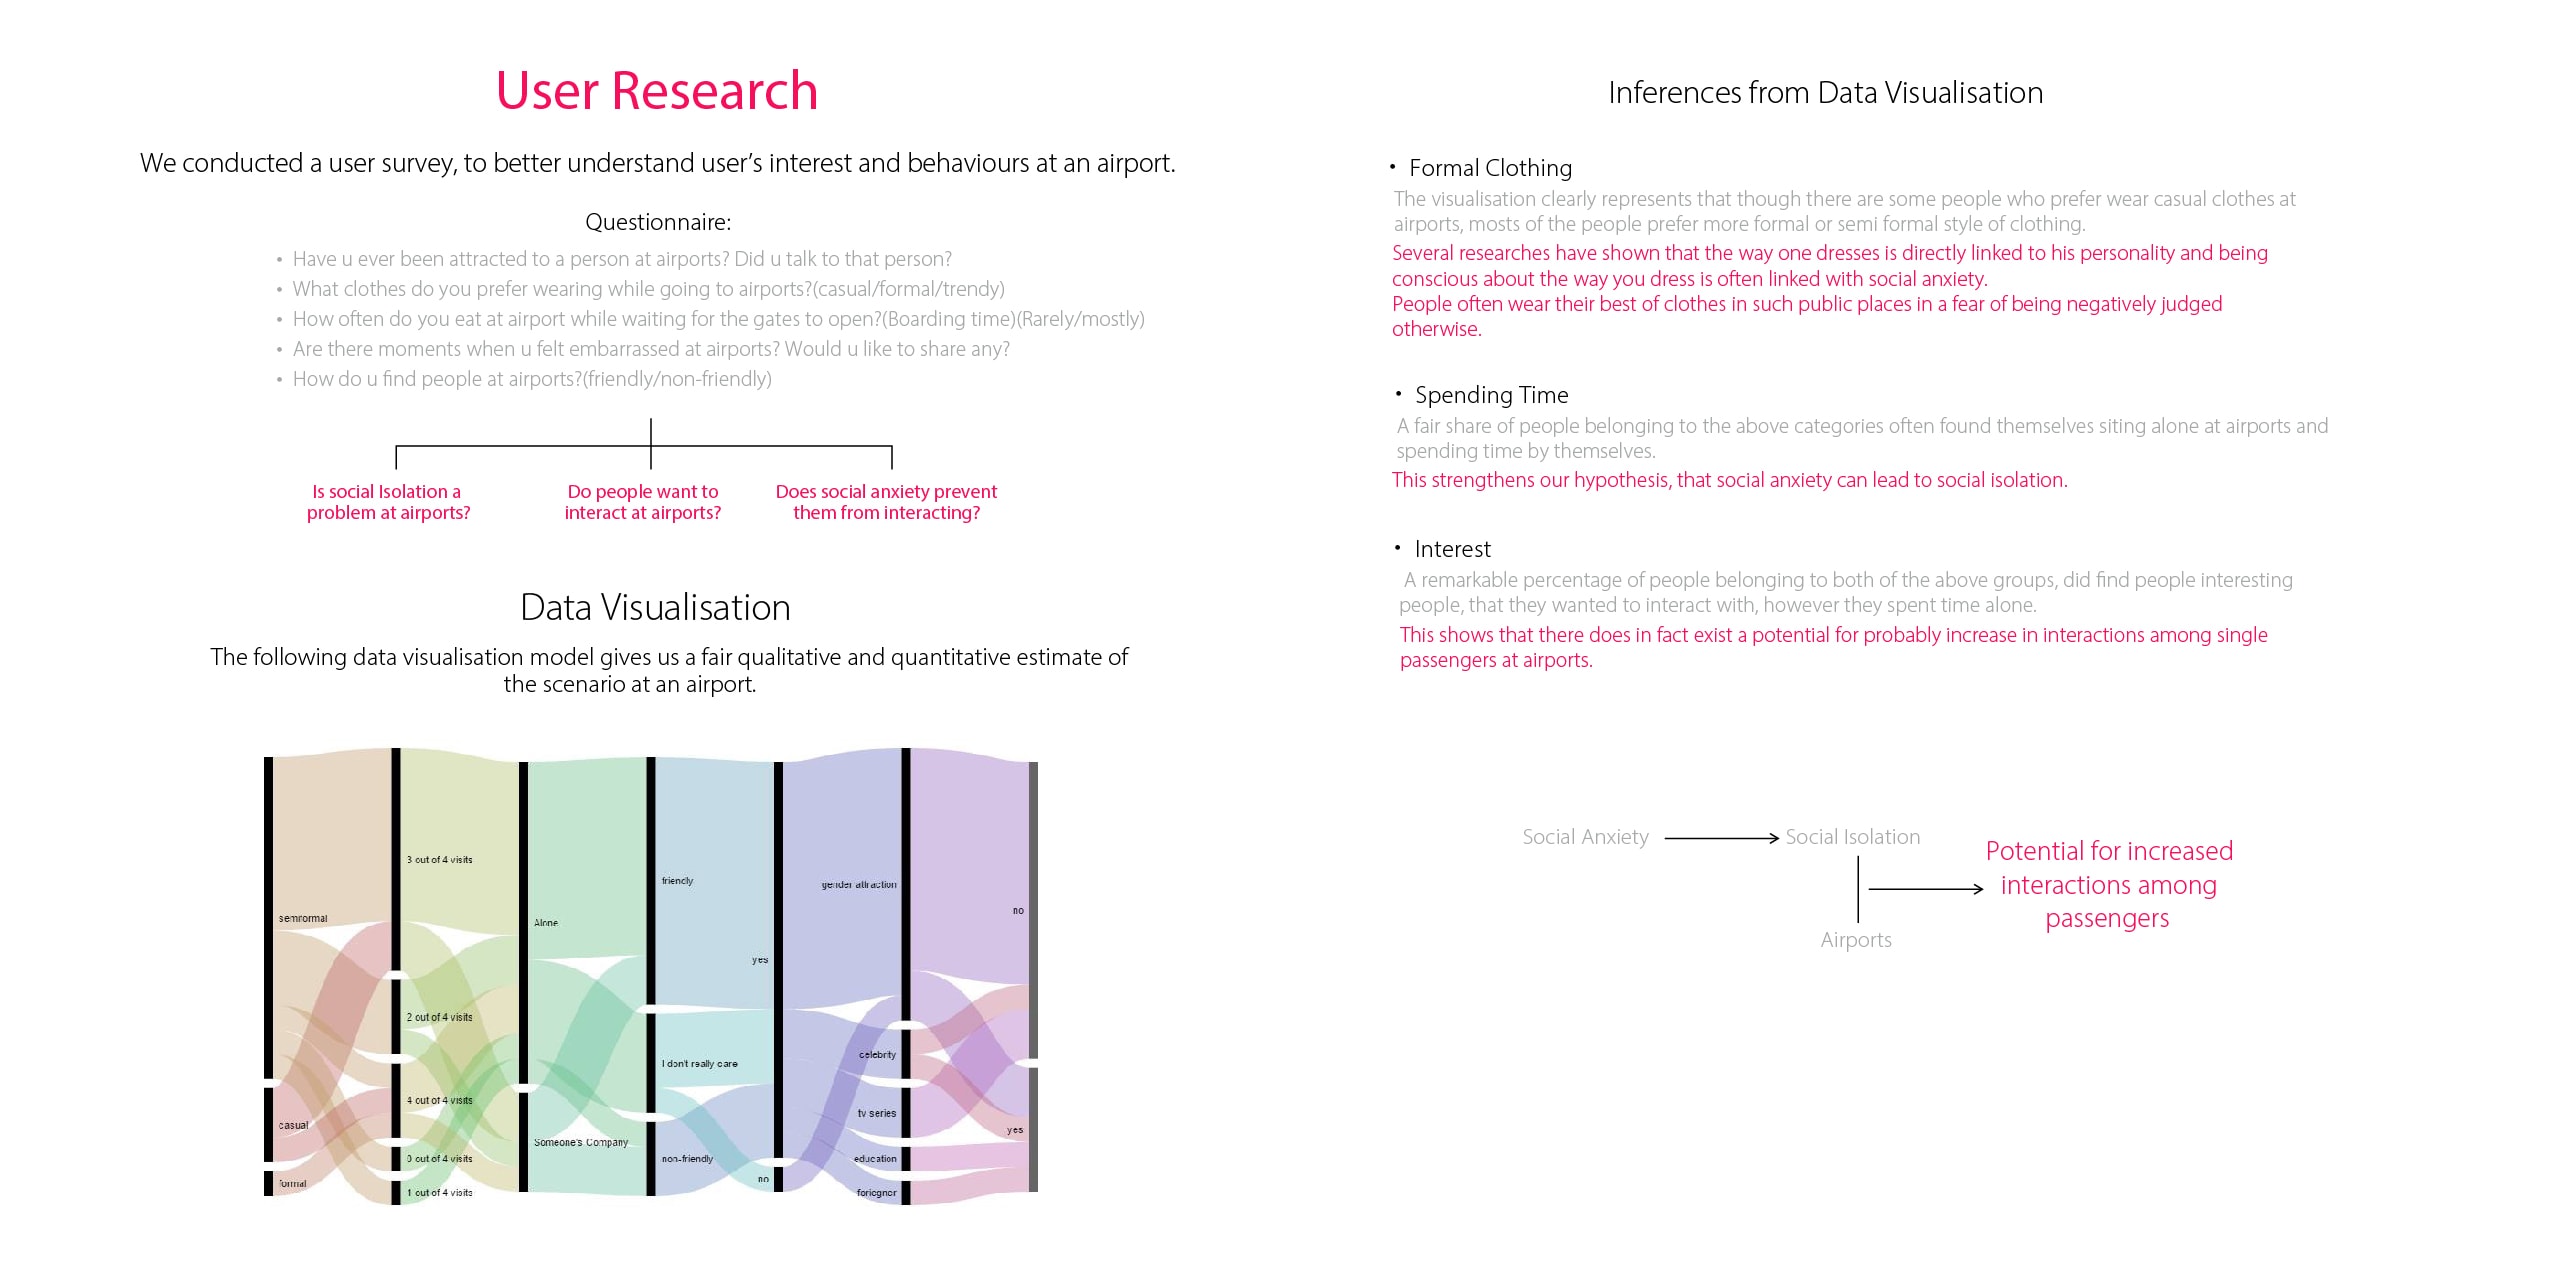 User Research
We conducted a user survey, to better understand user's interest and behaviours at an airport.
Questionnaire:
• Have u ever been attracted to a person at airports? Did u talk to that person?
• What clothes do you prefer wearing while going to airports?(casual/formal/trendy)
• How often do you eat at airport while waiting for the gates to open?(Boarding time)(Rarely/mostly)
• Are there moments when u felt embarrassed at airports? Would u like to share any?
• How do u find people at airports?(friendly/non-friendly)
Is social Isolation a
problem at airports?
Do people want to
interact at airports?
Does social anxiety prevent
them from interacting?
Data Visualisation
The following data visualisation model gives us a fair qualitative and quantitative estimate of
the scenario at an airport.
semrormal
casual
formal
3 out of 4 visits
2 out of 4 visits
4 out of 4 visits
0 out of 4 visits
1 out of 4 visits
Alone
Someone's Company
friendly
I don't really care
non-friendly
yes
no
gender attraction
celebrity
tv series
education
foriegner
no
yes
Inferences from Data Visualisation
• Formal Clothing
The visualisation clearly represents that though there are some people who prefer wear casual clothes at
airports, mosts of the people prefer more formal or semi formal style of clothing.
Several researches have shown that the way one dresses is directly linked to his personality and being
conscious about the way you dress is often linked with social anxiety.
People often wear their best of clothes in such public places in a fear of being negatively judged
otherwise.
• Spending Time
A fair share of people belonging to the above categories often found themselves siting alone at airports and
spending time by themselves.
This strengthens our hypothesis, that social anxiety can lead to social isolation.
• Interest
A remarkable percentage of people belonging to both of the above groups, did find people interesting
people, that they wanted to interact with, however they spent time alone.
This shows that there does in fact exist a potential for probably increase in interactions among single
passengers at airports.
Social Anxiety
Social Isolation
Airports
Potential for increased
interactions among
passengers